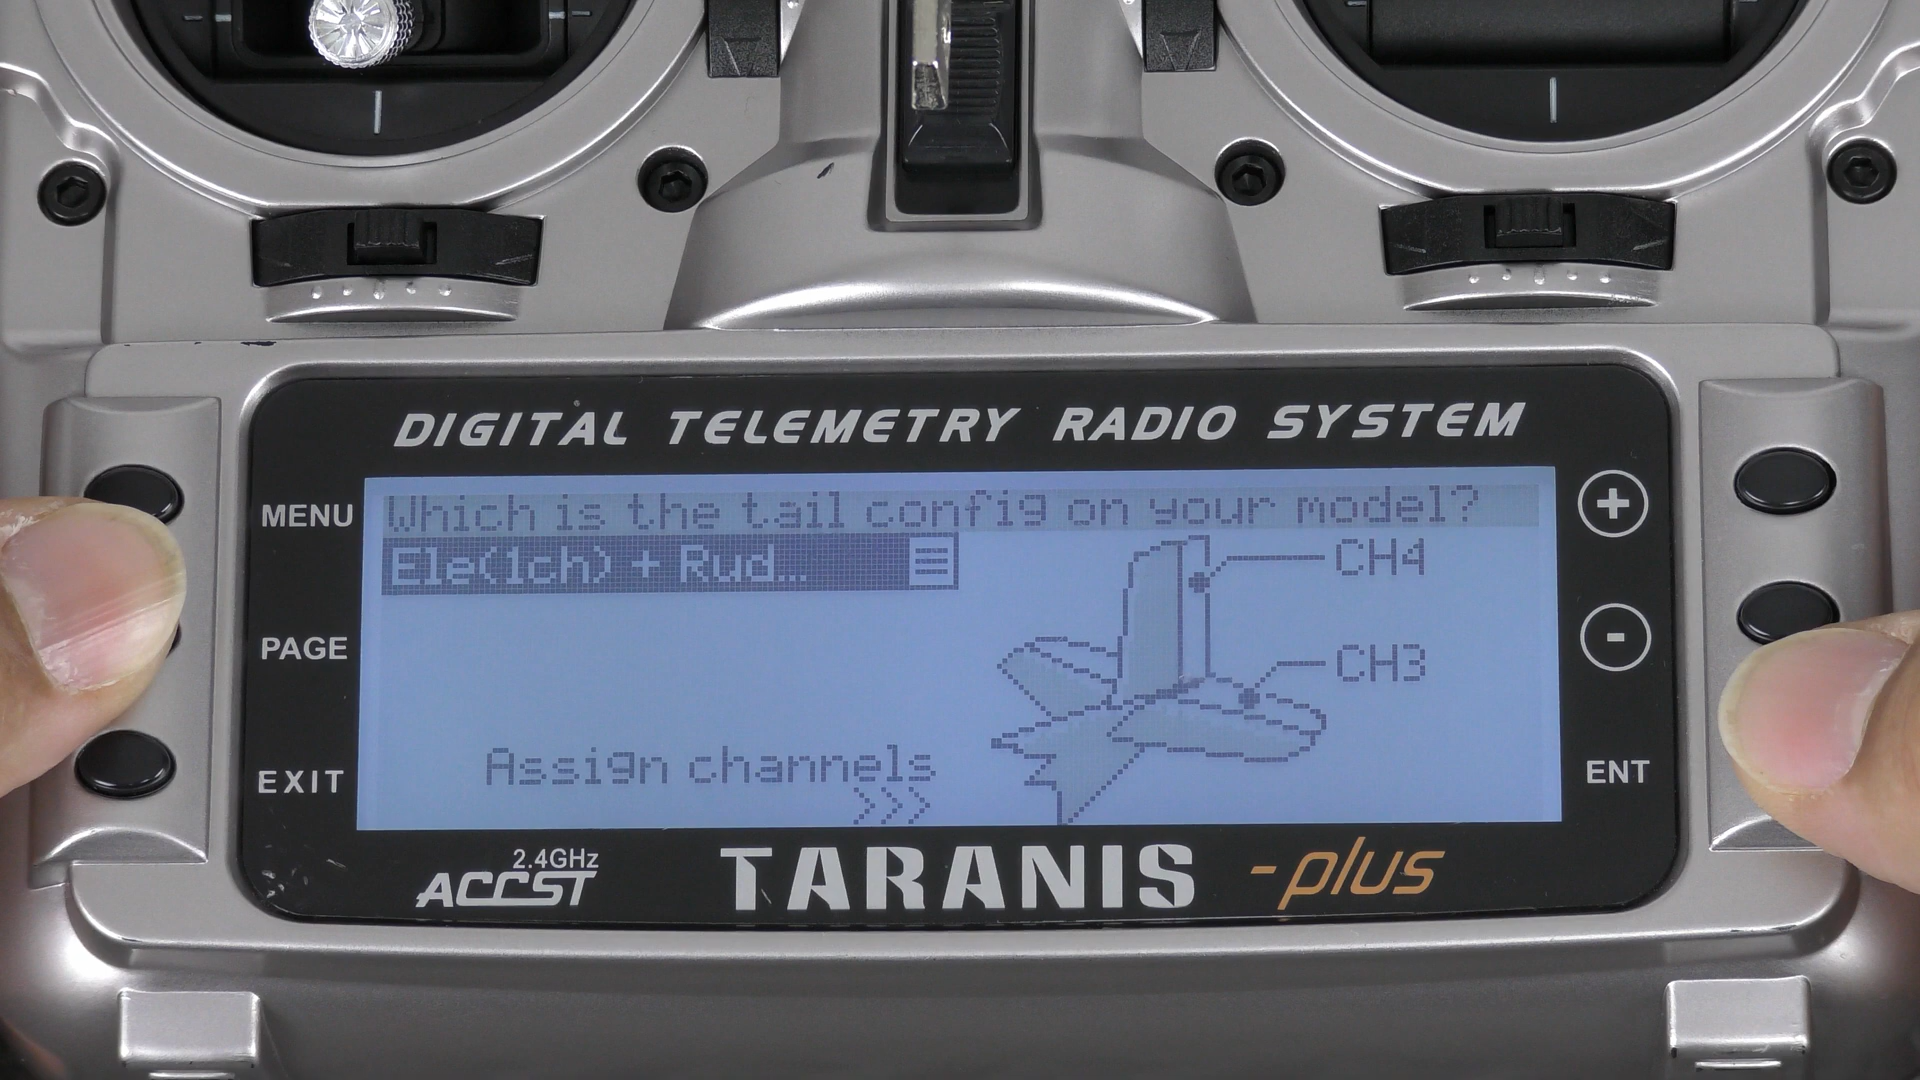 DIGITAL TELEMETRY RADIO SYSTEM
MENU
PAGE
EXIT
Which is the tail config on your model?
Ele(1ch) + Rud...
CH4
CH3
Assign channels
>>>
+
-
ENT
2.4GHz
ACCST
TARANIS -plus